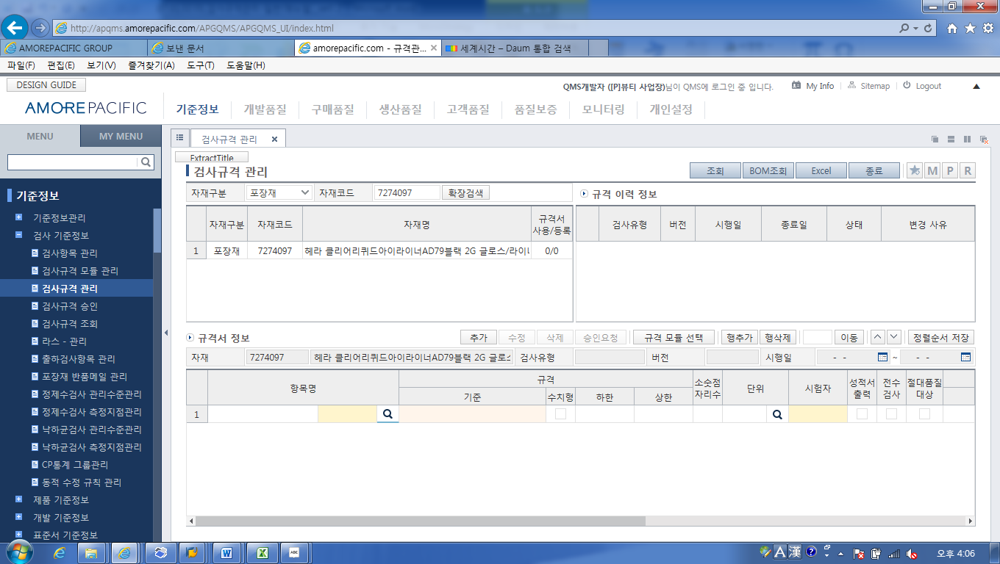 http://apqms.amorepacific.com/APGQMS/APGQMS_UI/index.html
AMOREPACIFIC GROUP
보낸 문서
amorepacific.com - 규격관...
세계시간 – Daum 통합 검색
파일(F) 편집(E) 보기(V) 즐겨찾기(A) 도구(T) 도움말(H)
DESIGN GUIDE
QMS개발자 ([P]뷰티 사업장)님이 QMS에 로그인 중 입니다. My Info Sitemap Logout
AMOREPACIFIC
기준정보 개발품질 구매품질 생산품질 고객품질 품질보증 모니터링 개인설정
MENU MY MENU
기준정보
기준정보관리
검사 기준정보
검사항목 관리
검사규격 모듈 관리
검사규격 관리
검사규격 승인
검사규격 조회
라스 - 관리
출하검사항목 관리
포장재 반품메일 관리
정제수검사 관리수준관리
정제수검사 측정지점관리
낙하균검사 관리수준관리
낙하균검사 측정지점관리
CP통계 그룹관리
동적 수정 규칙 관리
제품 기준정보
개발 기준정보
표준서 기준정보
검사규격 관리
ExtractTitle
검사규격 관리
조회 BOM조회 Excel 종료 M P R
자재구분 포장재 자재코드 7274097 확장검색
자재구분 자재코드 자재명 규격서
사용/등록
1 포장재 7274097 헤라 클리어리퀴드아이라이너AD79블랙 2G 글로스/라이너 0/0
규격 이력 정보
검사유형 버전 시행일 종료일 상태 변경 사유
규격서 정보
추가 수정 삭제 승인요청 규격 모듈 선택 행추가 행삭제 이동 정렬순서 저장
자재 7274097 헤라 클리어리퀴드아이라이너AD79블랙 2G 글로스 검사유형 버전 시행일 - - ~ - -
항목명 규격 소숫점
자리수 단위 시험자 성적서
출력 전수
검사 절대품질
대상
기준 수치형 하한 상한
1
A 漢
오후 4:06